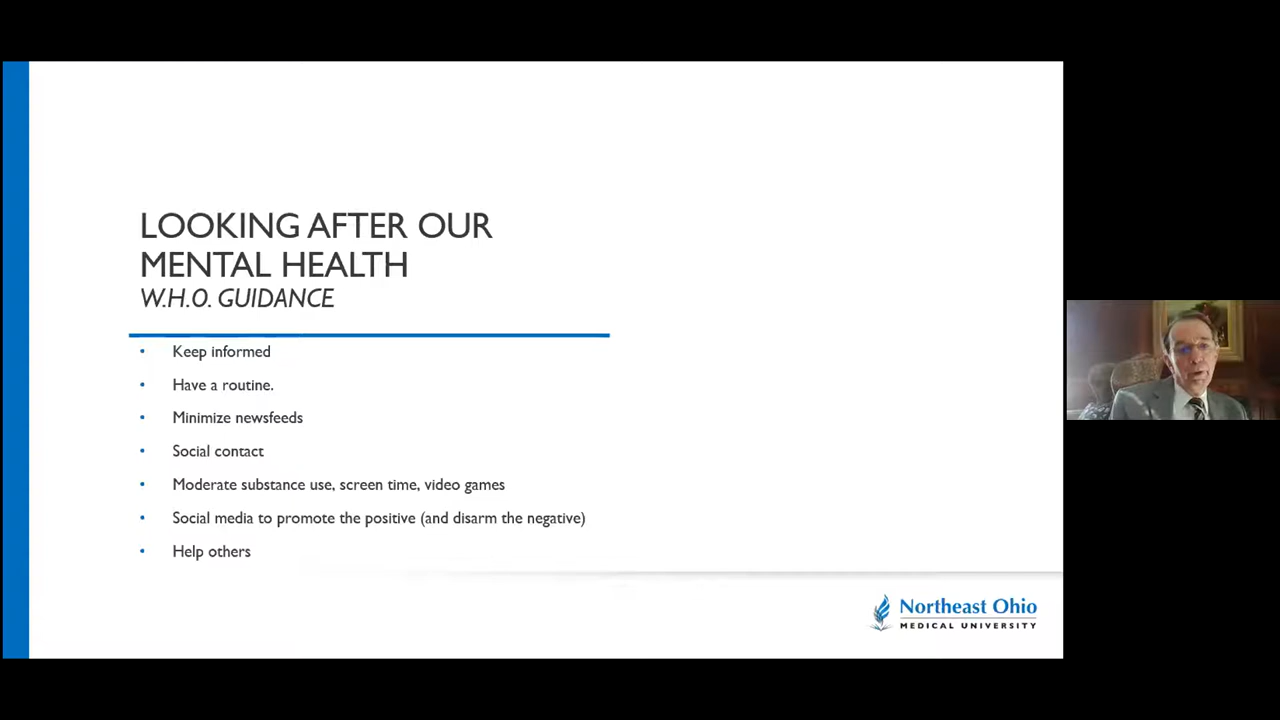 LOOKING AFTER OUR
MENTAL HEALTH
W.H.O. GUIDANCE
• Keep informed
• Have a routine.
• Minimize newsfeeds
• Social contact
• Moderate substance use, screen time, video games
• Social media to promote the positive (and disarm the negative)
• Help others
Northeast Ohio
MEDICAL UNIVERSITY